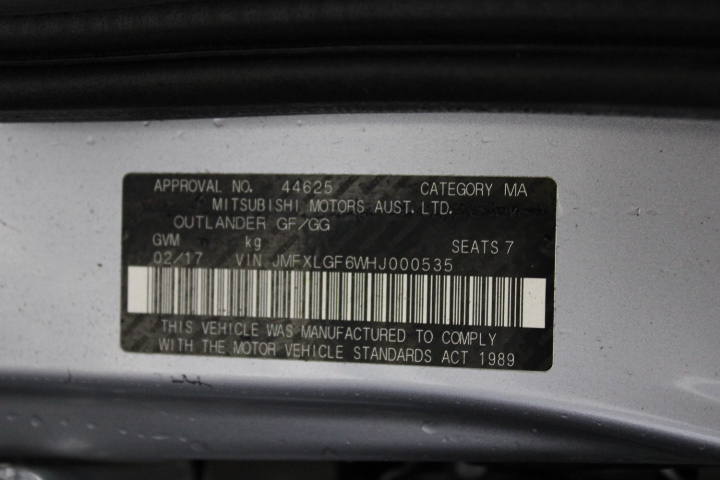 APPROVAL NO. 44625 CATEGORY MA
MITSUBISHI MOTORS AUST.LTD.
OUTLANDER GF/GG
GVM kg SEATS 7
02/17 VIN JMFXLGF6WHJ000535
THIS VEHICLE WAS MANUFACTURED TO COMPLY
WITH THE MOTOR VEHICLE STANDARDS ACT 1989